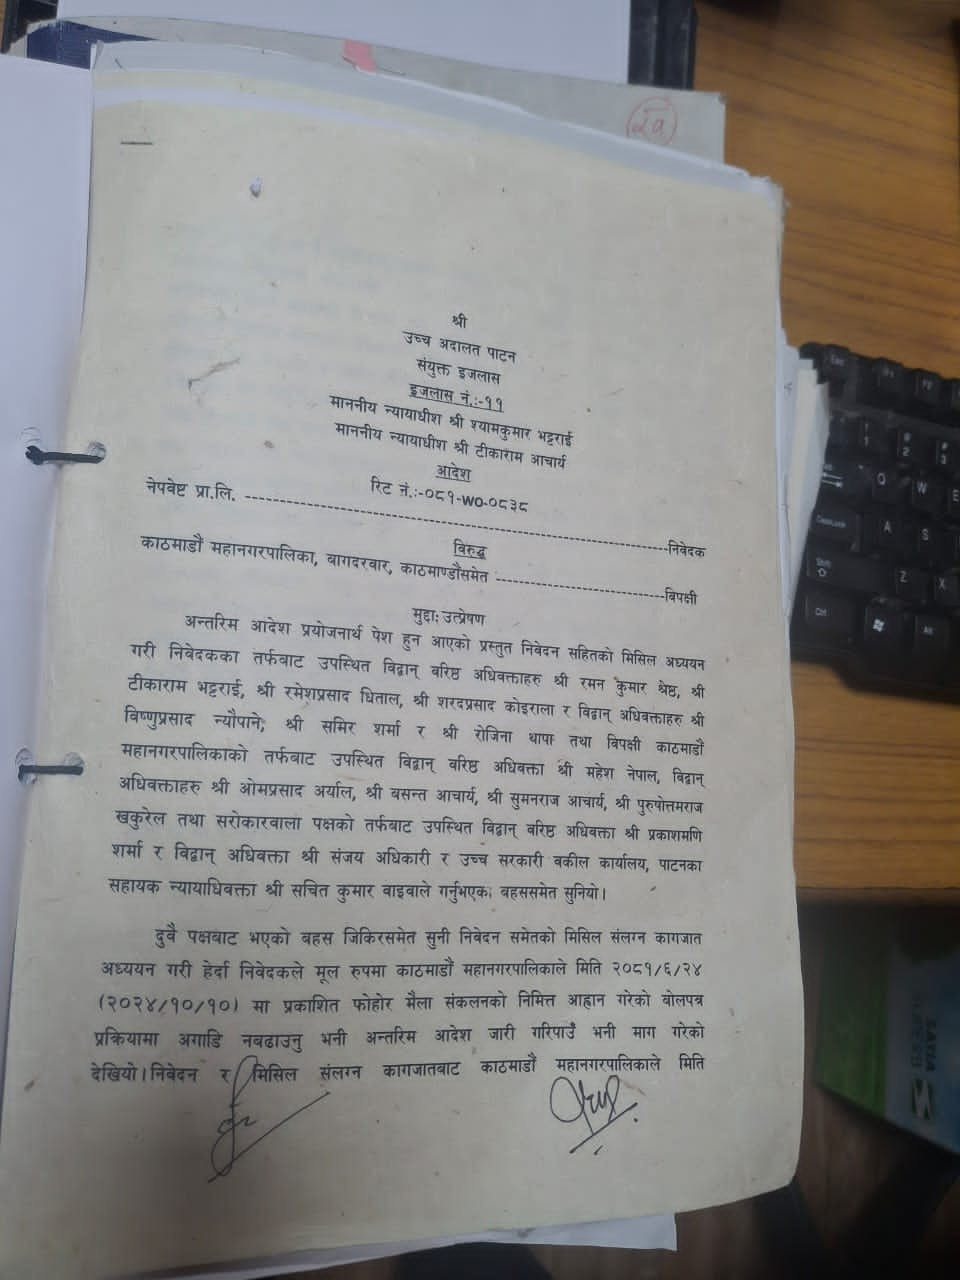 २७
श्री
उच्च अदालत पाटन
संयुक्त इजलास
इजलास नं.:-११
माननीय न्यायाधीश श्री श्यामकुमार भट्टराई
माननीय न्यायाधीश श्री टीकाराम आचार्य
आदेश
रिट नं.:-०८१-WO-०८३८
नेपवेष्ट प्रा.लि. ------------------------------------------------निवेदक
विरुद्ध
काठमाडौं महानगरपालिका, बागदरबार, काठमाण्डौंसमेत ------------------------विपक्षी
मुद्दा: उत्प्रेषण
अन्तरिम आदेश प्रयोजनार्थ पेश हुन आएको प्रस्तुत निवेदन सहितको मिसिल अध्ययन
गरी निवेदकका तर्फबाट उपस्थित विद्वान् वरिष्ठ अधिवक्ताहरु श्री रमन कुमार श्रेष्ठ, श्री
टीकाराम भट्टराई, श्री रमेशप्रसाद धिताल, श्री शरदप्रसाद कोइराला र विद्वान् अधिवक्ताहरु श्री
विष्णुप्रसाद न्यौपाने, श्री समिर शर्मा र श्री रोजिना थापा तथा विपक्षी काठमाडौं
महानगरपालिकाको तर्फबाट उपस्थित विद्वान् वरिष्ठ अधिवक्ता श्री महेश नेपाल, विद्वान्
अधिवक्ताहरु श्री ओमप्रसाद अर्याल, श्री बसन्त आचार्य, श्री सुमनराज आचार्य, श्री पुरुषोत्तमराज
खकुरेल तथा सरोकारवाला पक्षको तर्फबाट उपस्थित विद्वान् वरिष्ठ अधिवक्ता श्री प्रकाशमणि
शर्मा र विद्वान् अधिवक्ता श्री संजय अधिकारी र उच्च सरकारी वकील कार्यालय, पाटनका
सहायक न्यायाधिवक्ता श्री सचित कुमार वाइवाले गर्नुभएको बहससमेत सुनियो।
दुवै पक्षबाट भएको बहस जिकिरसमेत सुनी निवेदन समेतको मिसिल संलग्न कागजात
अध्ययन गरी हेर्दा निवेदकले मूल रुपमा काठमाडौं महानगरपालिकाले मिति २०८१/६/२४
(२०२४/१०/१०) मा प्रकाशित फोहोर मैला संकलनको निमित्त आह्वान गरेको बोलपत्र
प्रक्रियामा अगाडि नबढाउनु भनी अन्तरिम आदेश जारी गरिपाउँ भनी माग गरेको
देखियो। निवेदन र मिसिल संलग्न कागजातबाट काठमाडौं महानगरपालिकाले मिति